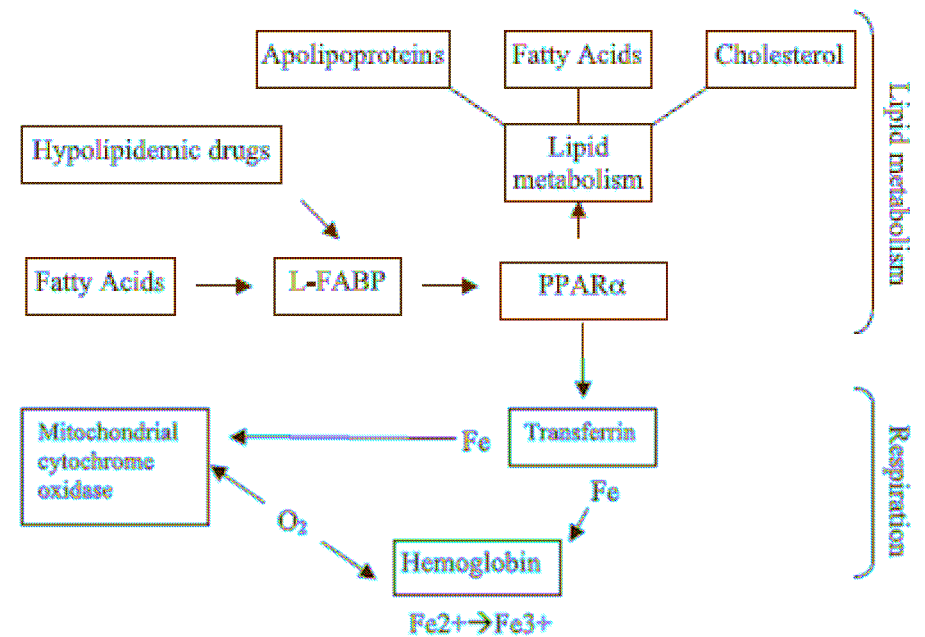 Apolipoproteins
Fatty Acids
Cholesterol
Hypolipidemic drugs
Lipid
metabolism
Lipid metabolism
Fatty Acids
L-FABP
PPARα
Mitochondrial
cytochrome
oxidase
Fe
Transferrin
Fe
Respiration
O₂
Hemoglobin
Fe2+→Fe3+